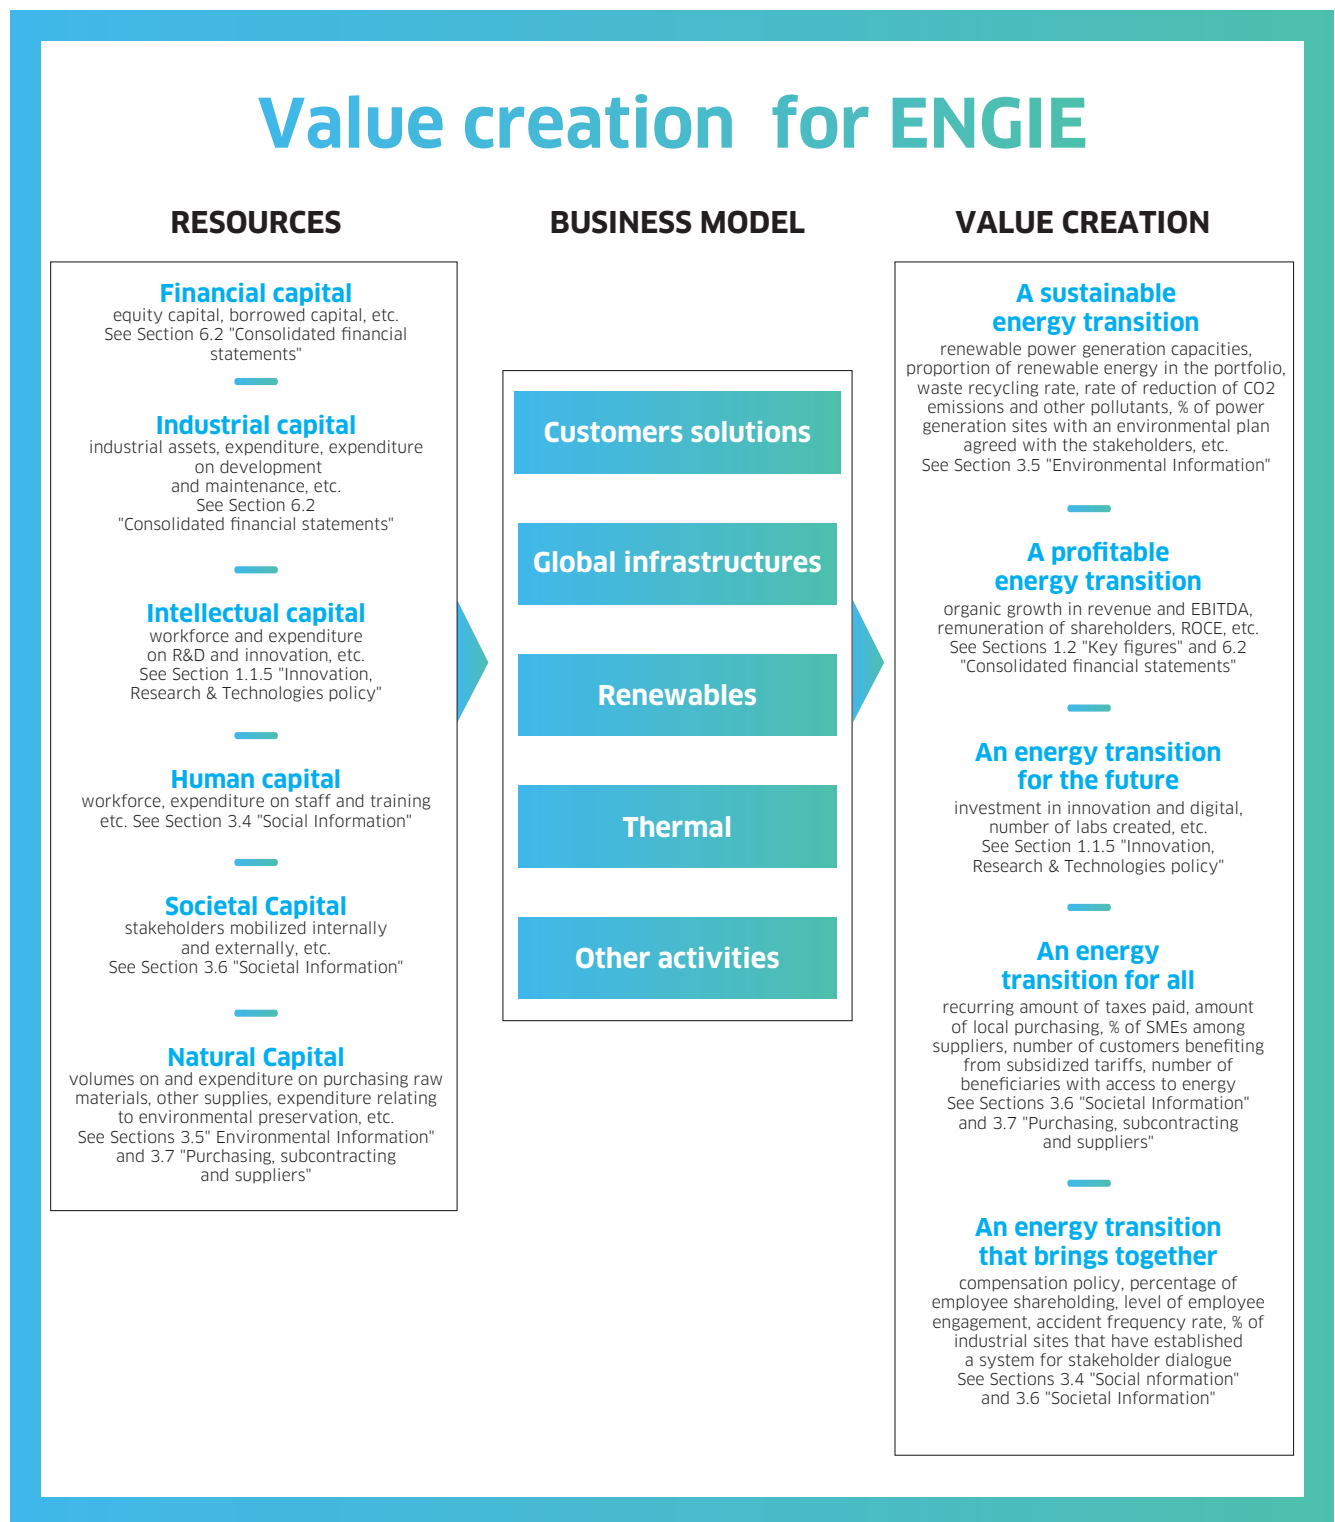 Value creation for ENGIE
RESOURCES
Financial capital
equity capital, borrowed capital, etc.
See Section 6.2 "Consolidated financial
statements"
Industrial capital
industrial assets, expenditure, expenditure
on development
and maintenance, etc.
See Section 6.2
"Consolidated financial statements"
Intellectual capital
workforce and expenditure
on R&D and innovation, etc.
See Section 1.1.5 "Innovation,
Research & Technologies policy"
Human capital
workforce, expenditure on staff and training
etc. See Section 3.4 "Social Information"
Societal Capital
stakeholders mobilized internally
and externally, etc.
See Section 3.6 "Societal Information"
Natural Capital
volumes on and expenditure on purchasing raw
materials, other supplies, expenditure relating
to environmental preservation, etc.
See Sections 3.5" Environmental Information"
and 3.7 "Purchasing, subcontracting
and suppliers"
BUSINESS MODEL
Customers solutions
Global infrastructures
Renewables
Thermal
Other activities
VALUE CREATION
A sustainable
energy transition
renewable power generation capacities,
proportion of renewable energy in the portfolio,
waste recycling rate, rate of reduction of CO2
emissions and other pollutants, % of power
generation sites with an environmental plan
agreed with the stakeholders, etc.
See Section 3.5 "Environmental Information"
A profitable
energy transition
organic growth in revenue and EBITDA,
remuneration of shareholders, ROCE, etc.
See Sections 1.2 "Key figures" and 6.2
"Consolidated financial statements"
An energy transition
for the future
investment in innovation and digital,
number of labs created, etc.
See Section 1.1.5 "Innovation,
Research & Technologies policy"
An energy
transition for all
recurring amount of taxes paid, amount
of local purchasing, % of SMEs among
suppliers, number of customers benefiting
from subsidized tariffs, number of
beneficiaries with access to energy
See Sections 3.6 "Societal Information"
and 3.7 "Purchasing, subcontracting
and suppliers"
An energy transition
that brings together
compensation policy, percentage of
employee shareholding, level of employee
engagement, accident frequency rate, % of
industrial sites that have established
a system for stakeholder dialogue
See Sections 3.4 "Social nformation"
and 3.6 "Societal Information"